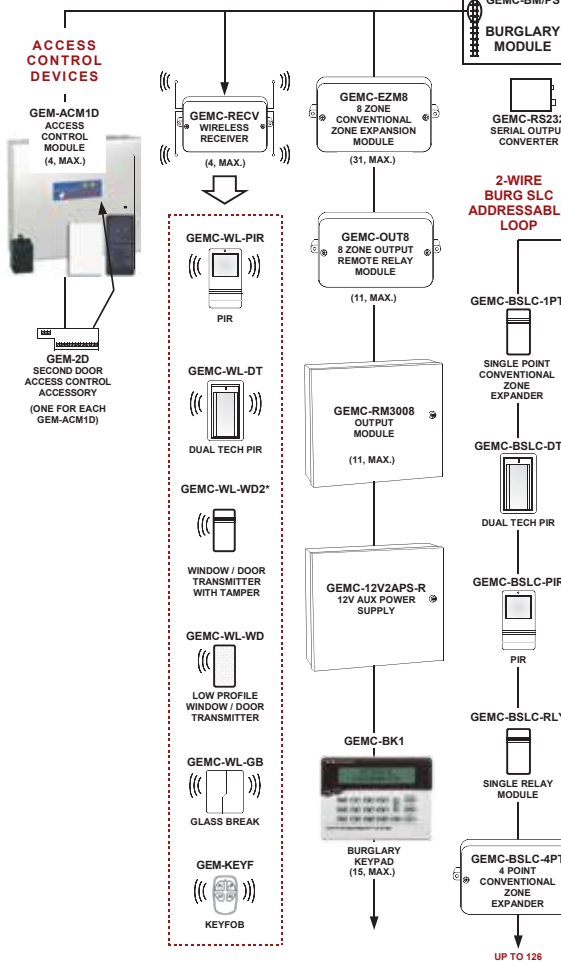 GEMC-BM/PS
BURGLARY
MODULE
ACCESS
CONTROL
DEVICES
GEM-ACM1D
ACCESS
CONTROL
MODULE
(4, MAX.)
GEM-2D
SECOND DOOR
ACCESS CONTROL
ACCESSORY
(ONE FOR EACH
GEM-ACM1D)
GEMC-RECV
WIRELESS
RECEIVER
(4, MAX.)
GEMC-WL-PIR
PIR
GEMC-WL-DT
DUAL TECH PIR
GEMC-WL-WD2*
WINDOW / DOOR
TRANSMITTER
WITH TAMPER
GEMC-WL-WD
LOW PROFILE
WINDOW / DOOR
TRANSMITTER
GEMC-WL-GB
GLASS BREAK
GEM-KEYF
KEYFOB
GEMC-EZM8
8 ZONE
CONVENTIONAL
ZONE EXPANSION
MODULE
(31, MAX.)
GEMC-OUT8
8 ZONE OUTPUT
REMOTE RELAY
MODULE
(11, MAX.)
GEMC-RM3008
OUTPUT
MODULE
(11, MAX.)
GEMC-12V2APS-R
12V AUX POWER
SUPPLY
GEMC-BK1
BURGLARY
KEYPAD
(15, MAX.)
GEMC-RS232
SERIAL OUTPU
CONVERTER
2-WIRE
BURG SLC
ADDRESSABL
LOOP
GEMC-BSLC-1PT
SINGLE POINT
CONVENTIONAL
ZONE
EXPANDER
GEMC-BSLC-DT
DUAL TECH PIR
GEMC-BSLC-PIR
PIR
GEMC-BSLC-RLY
SINGLE RELAY
MODULE
GEMC-BSLC-4PT
4 POINT
CONVENTIONAL
ZONE
EXPANDER
UP TO 126